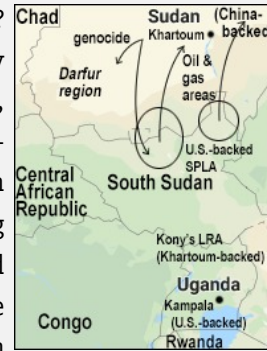 Chad
Sudan
(China-
backed
genocide
Khartoum
Darfur
region
Oil &
gas
areas
U.S.-backed
SPLA
Central
African
Republic
South Sudan
Kony's LRA
(Khartoum-backed)
Uganda
Kampala
(U.S.-backed)
Congo
Rwanda